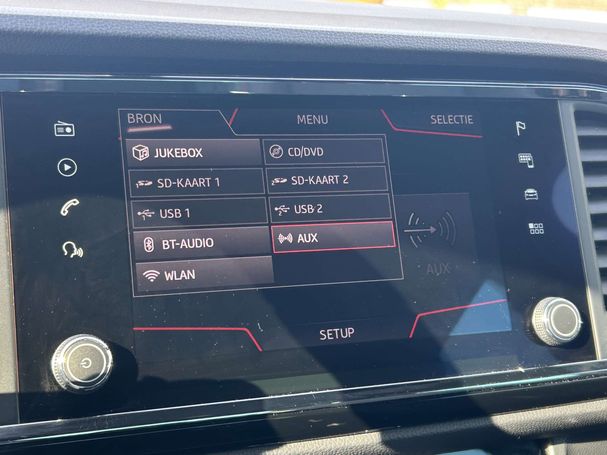 BRON MENU SELECTIE
JUKEBOX CD/DVD
SD-KAART 1 SD-KAART 2
USB 1 USB 2
BT-AUDIO AUX
WLAN AUX
SETUP